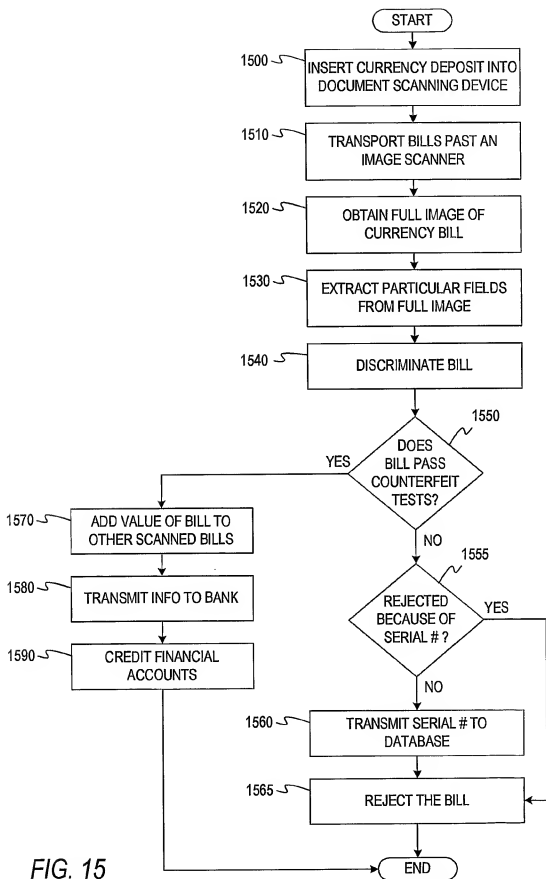 START
1500
INSERT CURRENCY DEPOSIT INTO
DOCUMENT SCANNING DEVICE
1510
TRANSPORT BILLS PAST AN
IMAGE SCANNER
1520
OBTAIN FULL IMAGE OF
CURRENCY BILL
1530
EXTRACT PARTICULAR FIELDS
FROM FULL IMAGE
1540
DISCRIMINATE BILL
1550
DOES
BILL PASS
COUNTERFEIT
TESTS?
YES
NO
1570
ADD VALUE OF BILL TO
OTHER SCANNED BILLS
1580
TRANSMIT INFO TO BANK
1590
CREDIT FINANCIAL
ACCOUNTS
1555
REJECTED
BECAUSE OF
SERIAL # ?
YES
NO
1560
TRANSMIT SERIAL # TO
DATABASE
1565
REJECT THE BILL
END
FIG. 15